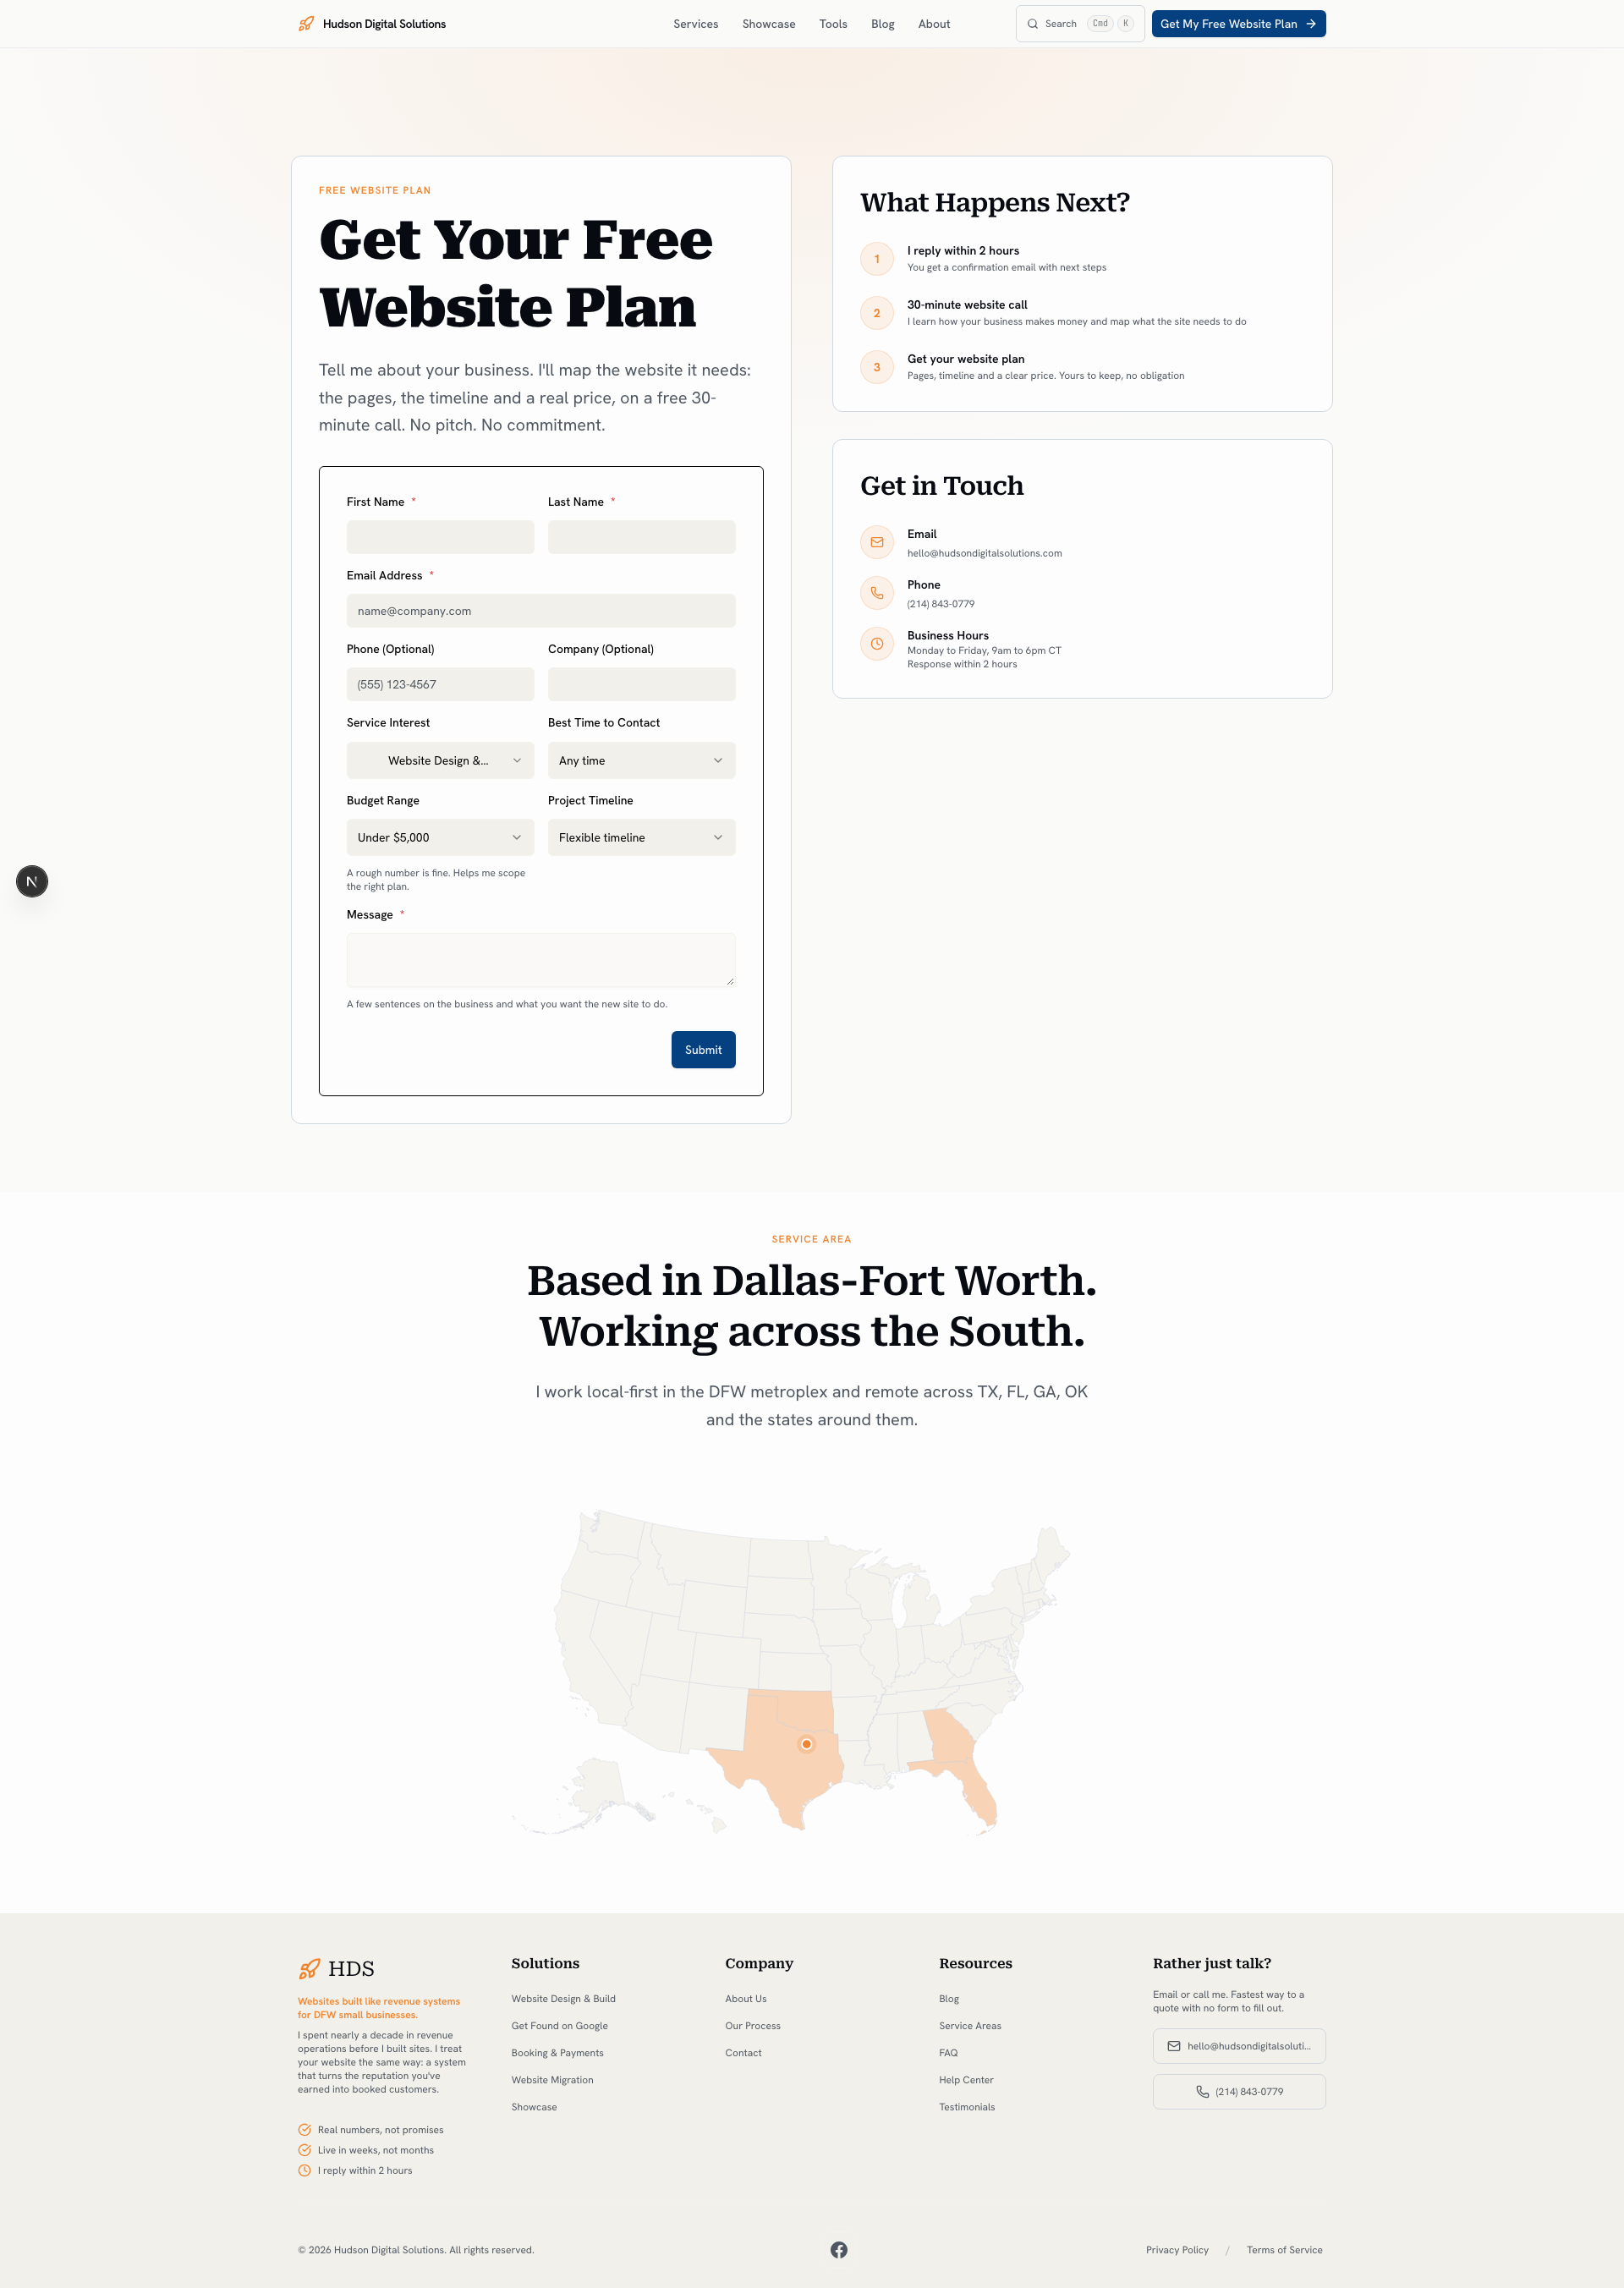 Hudson Digital Solutions
Services
Showcase
Tools
Blog
About
Search
Cmd
K
Get My Free Website Plan
FREE WEBSITE PLAN
Get Your Free
Website Plan
Tell me about your business. I'll map the website it needs:
the pages, the timeline and a real price, on a free 30-
minute call. No pitch. No commitment.
First Name *
Last Name *
Email Address *
name@company.com
Phone (Optional)
Company (Optional)
(555) 123-4567
Service Interest
Best Time to Contact
Website Design &...
Any time
Budget Range
Project Timeline
Under $5,000
Flexible timeline
A rough number is fine. Helps me scope
the right plan.
Message *
A few sentences on the business and what you want the new site to do.
Submit
What Happens Next?
1
I reply within 2 hours
You get a confirmation email with next steps
2
30-minute website call
I learn how your business makes money and map what the site needs to do
3
Get your website plan
Pages, timeline and a clear price. Yours to keep, no obligation
Get in Touch
Email
hello@hudsondigitalsolutions.com
Phone
(214) 843-0779
Business Hours
Monday to Friday, 9am to 6pm CT
Response within 2 hours
N
SERVICE AREA
Based in Dallas-Fort Worth.
Working across the South.
I work local-first in the DFW metroplex and remote across TX, FL, GA, OK
and the states around them.
HDS
Websites built like revenue systems
for DFW small businesses.
I spent nearly a decade in revenue
operations before I built sites. I treat
your website the same way: a system
that turns the reputation you've
earned into booked customers.
Real numbers, not promises
Live in weeks, not months
I reply within 2 hours
Solutions
Website Design & Build
Get Found on Google
Booking & Payments
Website Migration
Showcase
Company
About Us
Our Process
Contact
Resources
Blog
Service Areas
FAQ
Help Center
Testimonials
Rather just talk?
Email or call me. Fastest way to a
quote with no form to fill out.
hello@hudsondigitalsoluti...
(214) 843-0779
© 2026 Hudson Digital Solutions. All rights reserved.
Privacy Policy / Terms of Service